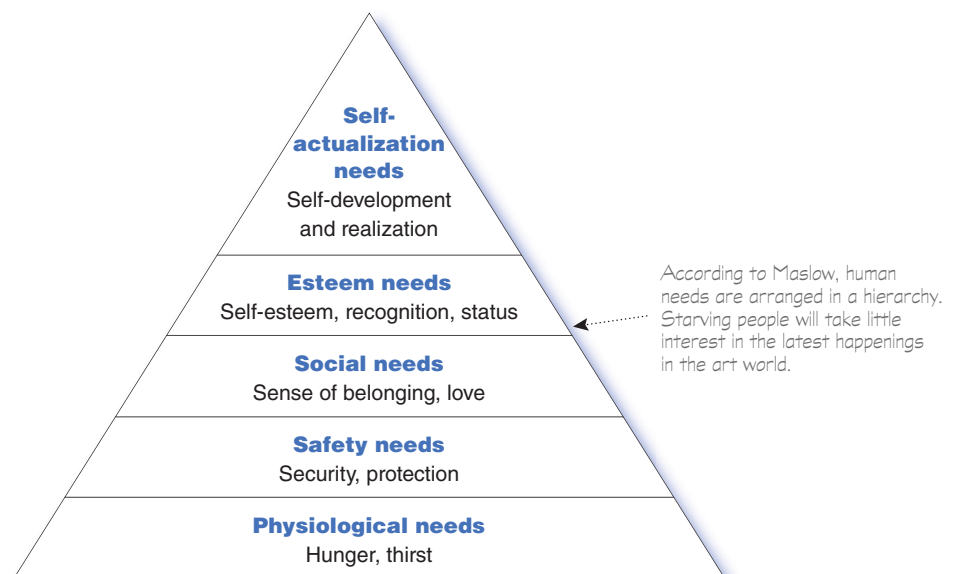 Self-
actualization
needs
Self-development
and realization
Esteem needs
Self-esteem, recognition, status
Social needs
Sense of belonging, love
Safety needs
Security, protection
Physiological needs
Hunger, thirst
According to Maslow, human
needs are arranged in a hierarchy.
Starving people will take little
interest in the latest happenings
in the art world.